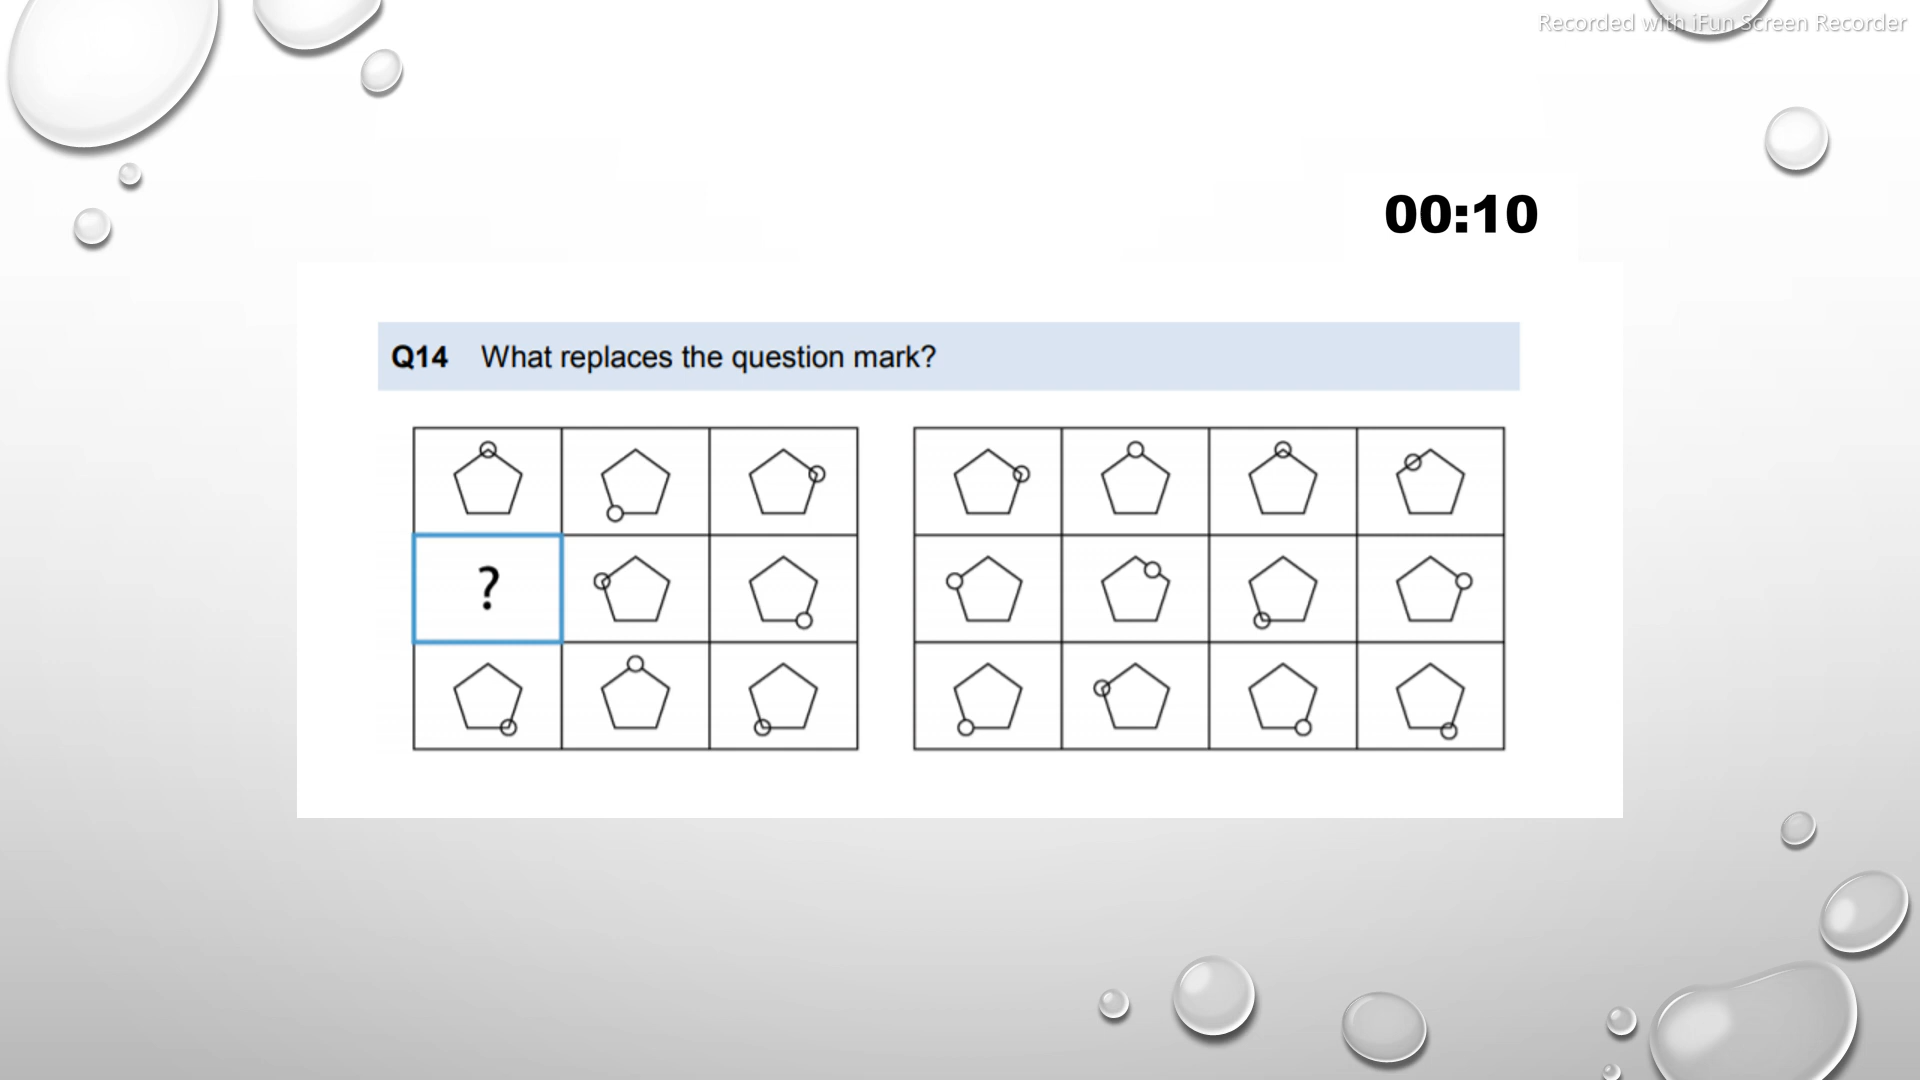 Recorded with iFun Screen Recorder
00:10
Q14 What replaces the question mark?
?